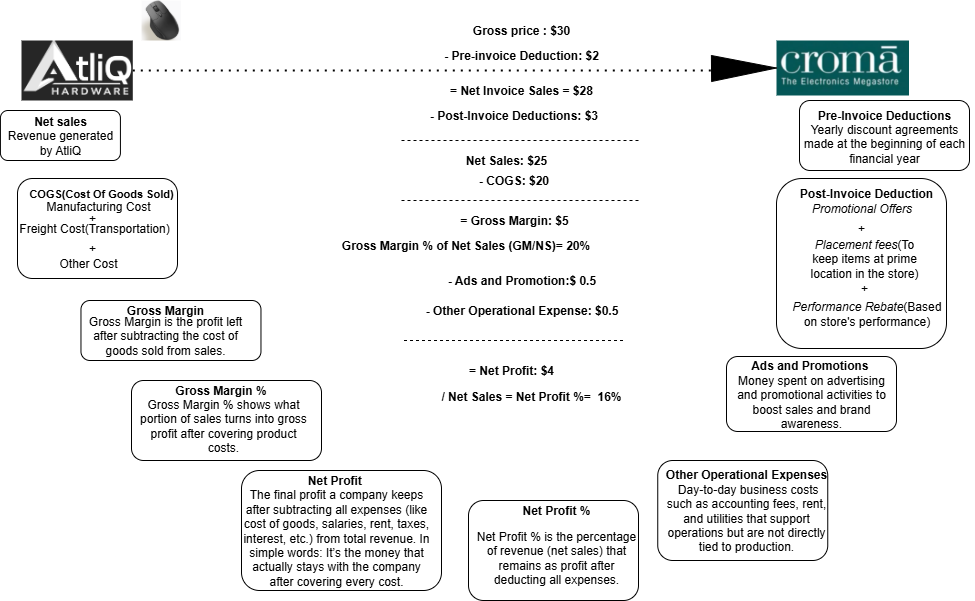 Gorss price : $30
- Pre-invoice Deduction: $2
AtliQ
HARDWARE
cromā
The Electronics Megastore
= Net Invoice Sales = $28
- Post-Invoice Deductions: $3
Net Sales: $25
- COGS: $20
= Gross Margin: $5
Gross Margin % of Net Sales (GM/NS)= 20%
- Ads and Promotion:$ 0.5
- Other Operational Expense: $0.5
= Net Profit: $4
/ Net Sales = Net Profit %= 16%
Net sales
Revenue generated
by AtliQ
COGS(Cost Of Goods Sold)
Manufacturing Cost
+
Freight Cost(Transportation)
+
Other Cost
Gross Margin
Gross Margin is the profit left
after subtracting the cost of
goods sold from sales.
Gross Margin %
Gross Margin % shows what
portion of sales turns into gross
profit after covering product
costs.
Net Profit
The final profit a company keeps
after subtracting all expenses (like
cost of goods, salaries, rent, taxes,
interest, etc.) from total revenue. In
simple words: It's the money that
actually stays with the company
after covering every cost.
Net Profit %
Net Profit % is the percentage
of revenue (net sales) that
remains as profit after
deducting all expenses.
Pre-Invoice Deductions
Yearly discount agreements
made at the beginning of each
financial year
Post-Invoice Deduction
Promotional Offers
+
Placement fees(To
keep items at prime
location in the store)
+
Performance Rebate(Based
on store's performance)
Ads and Promotions
Money spent on advertising
and promotional activities to
boost sales and brand
awareness.
Other Operational Expenses
Day-to-day business costs
such as accounting fees, rent,
and utilities that support
operations but are not directly
tied to production.